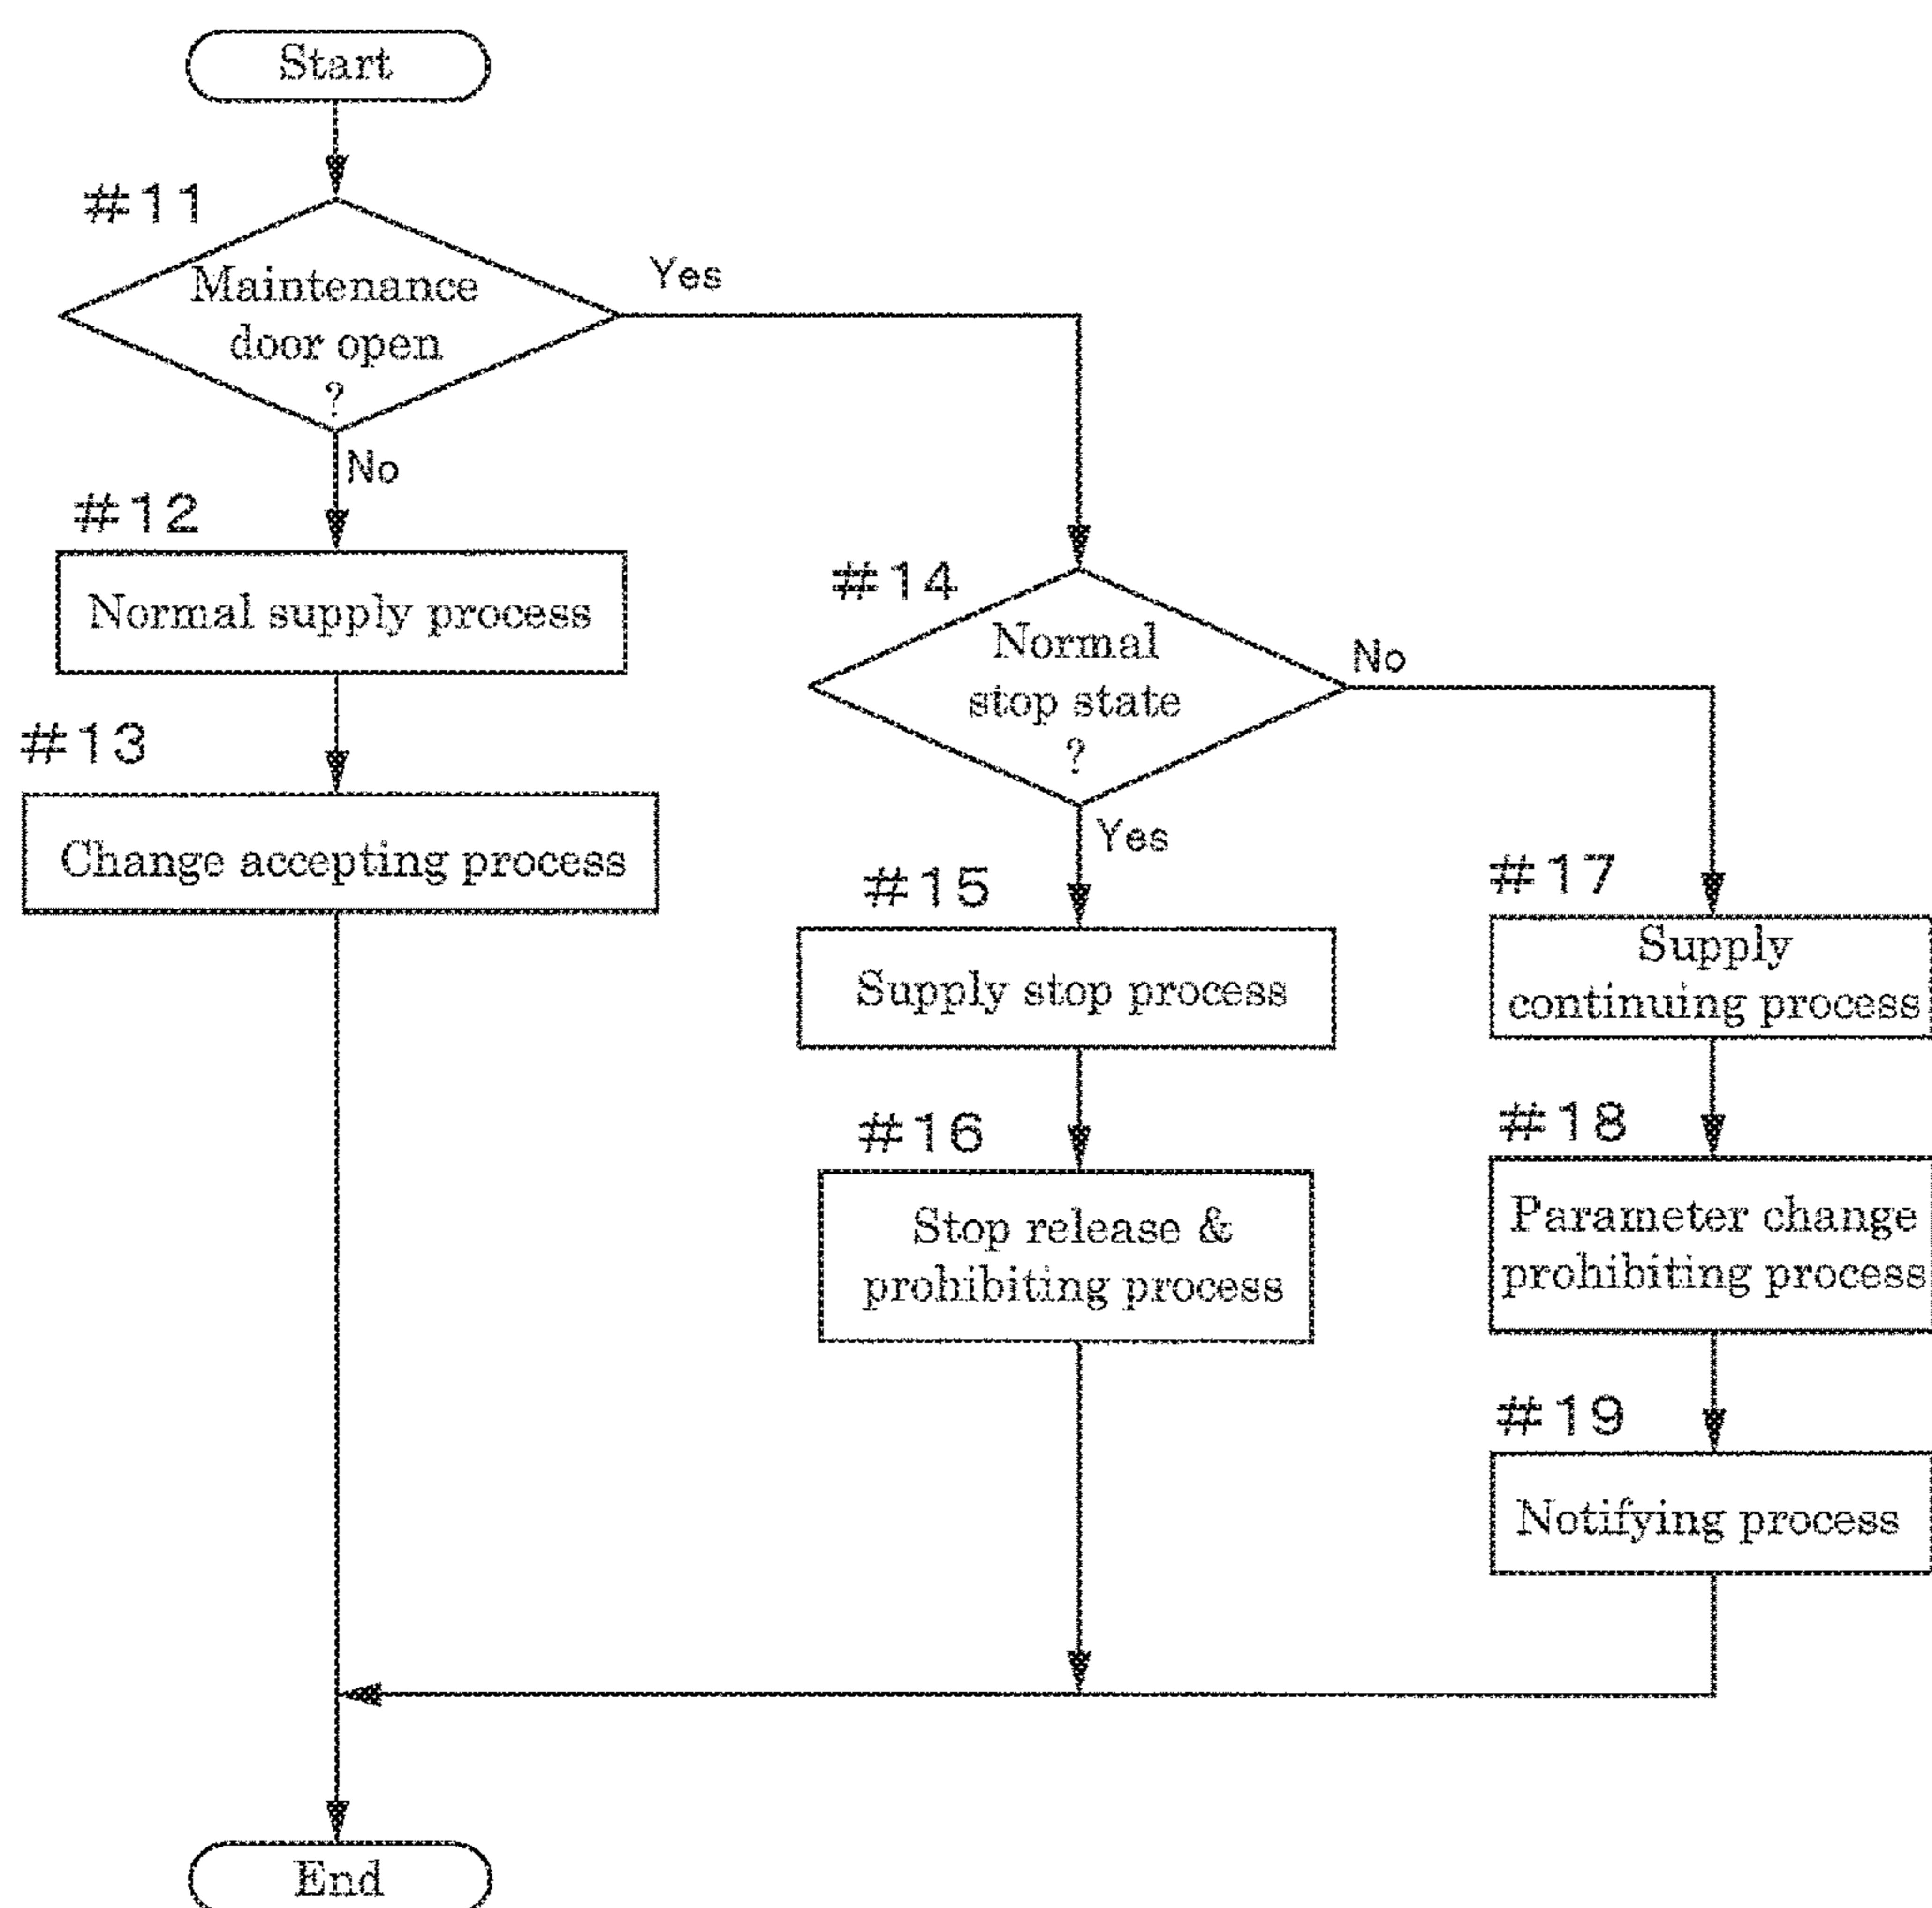 Start
#11
Maintenance
door open
?
Yes
No
#12
Normal supply process
#13
Change accepting process
#14
Normal
stop state
?
No
Yes
#15
Supply stop process
#16
Stop release &
prohibiting process
#17
Supply
continuing process
#18
Parameter change
prohibiting process
#19
Notifying process
End